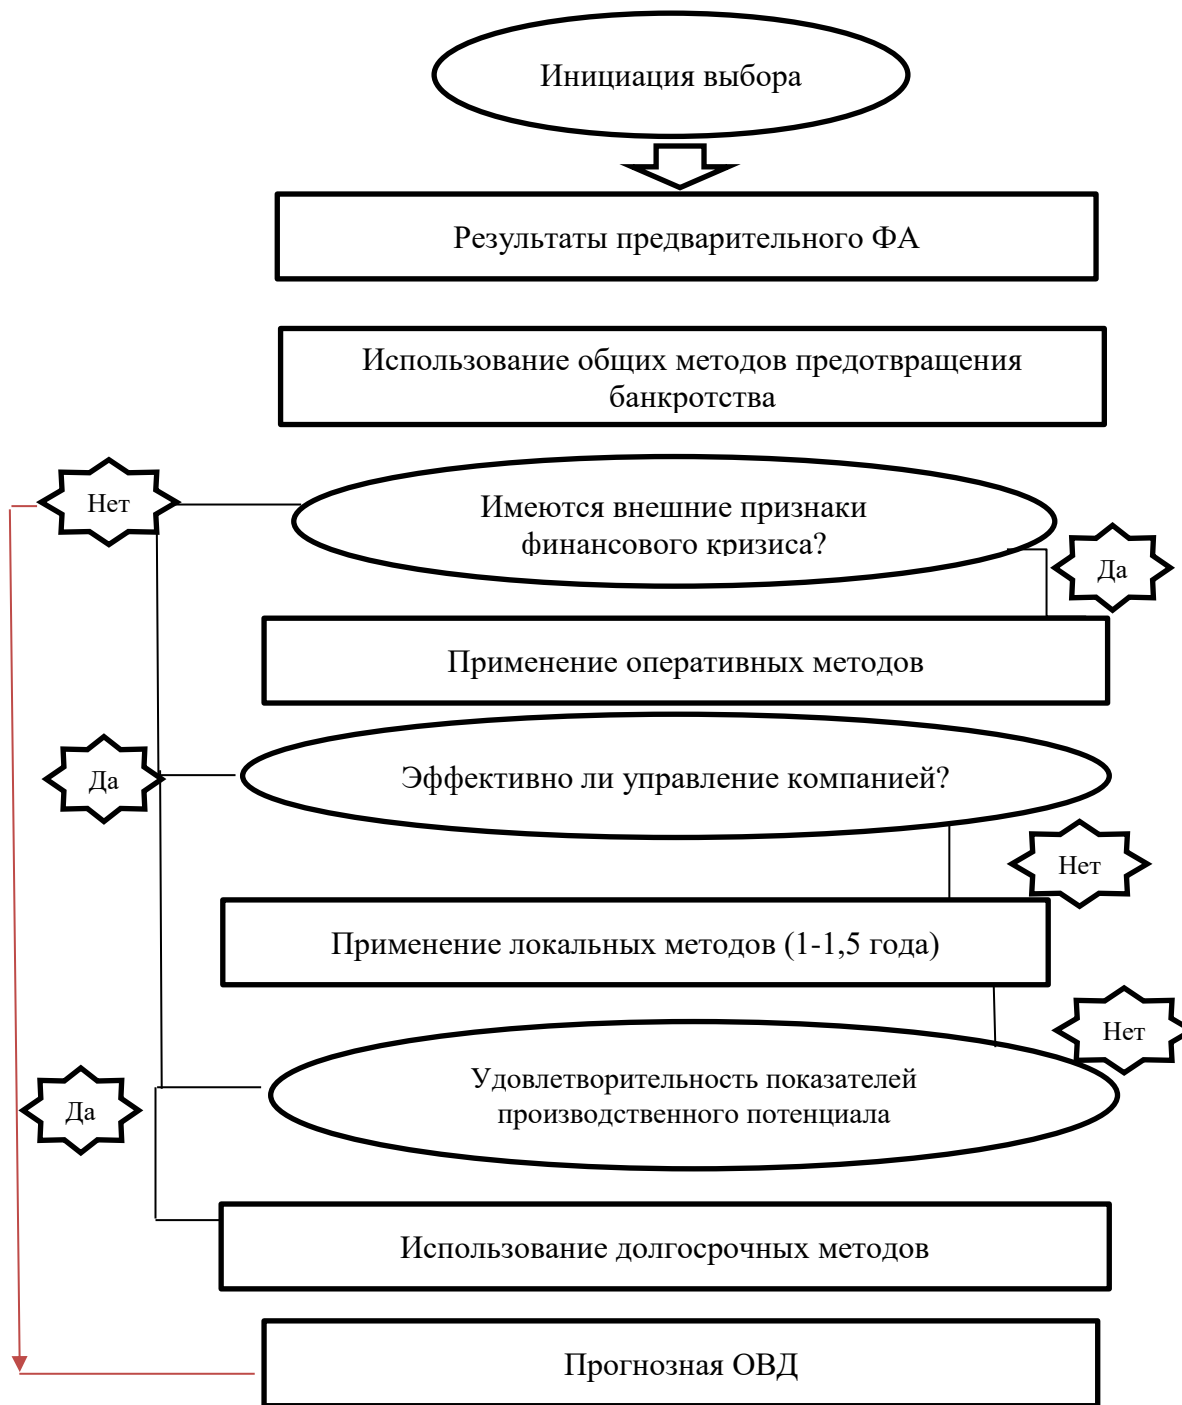 Инициация выбора
Результаты предварительного ФА
Использование общих методов предотвращения
банкротства
Нет
Имеются внешние признаки
финансового кризиса?
Да
Применение оперативных методов
Да
Эффективно ли управление компанией?
Нет
Применение локальных методов (1-1,5 года)
Нет
Да
Удовлетворительность показателей
производственного потенциала
Использование долгосрочных методов
Прогнозная ОВД